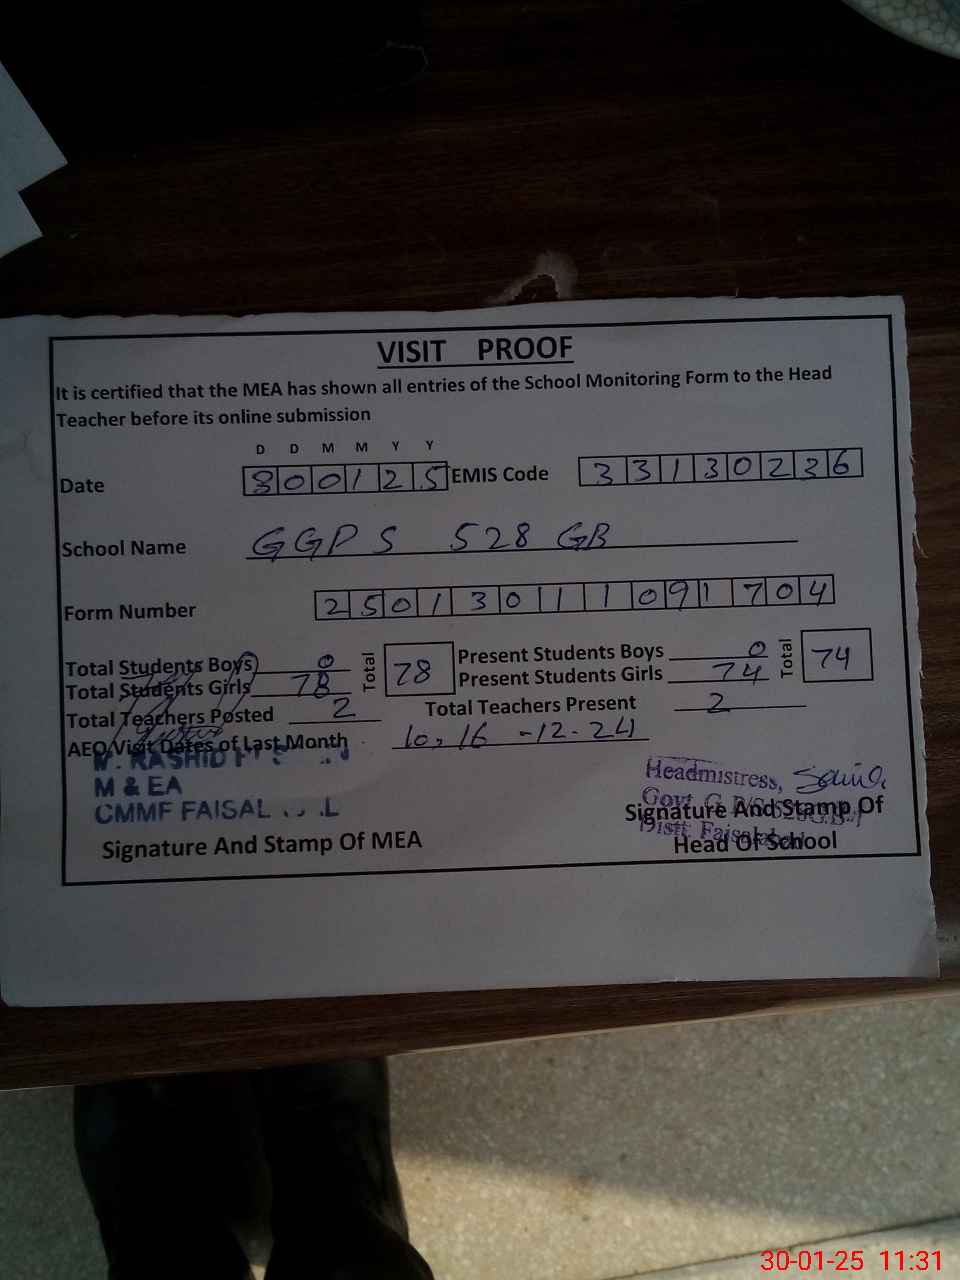 VISIT PROOF
It is certified that the MEA has shown all entries of the School Monitoring Form to the Head
Teacher before its online submission
D D M M Y Y
Date 300125 EMIS Code 33130236
School Name GGPS 528 GB
Form Number 250130111091704
Total Students Boys 0 Total 78 Present Students Boys 0 Total 74
Total Students Girls 78 Present Students Girls 74
Total Teachers Posted 2 Total Teachers Present 2
AEO Visit Dates of Last Month 10, 16 -12-24
RASHID
M & EA
CMMF FAISAL
Signature And Stamp Of MEA
Headmistress,
Govt
Distt. Faisalabad
Signature And Stamp Of
Head Of School
30-01-25 11:31